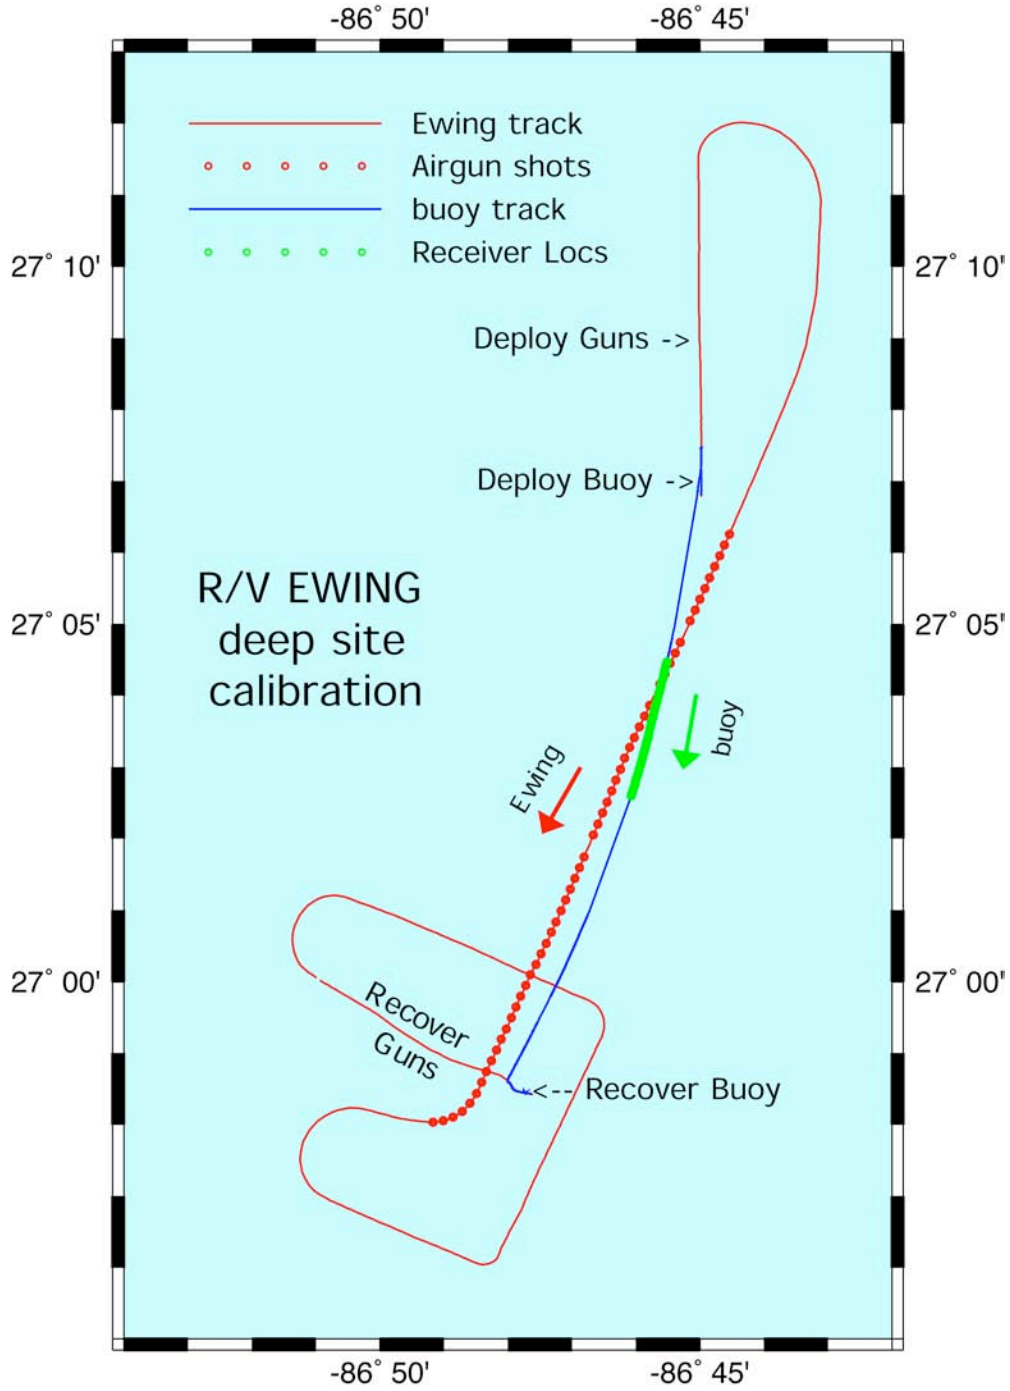 -86° 50'
-86° 45'
Ewing track
Airgun shots
buoy track
Receiver Locs
27° 10'
27° 10'
Deploy Guns ->
Deploy Buoy ->
R/V EWING
deep site
calibration
27° 05'
27° 05'
buoy
Ewing
27° 00'
27° 00'
Recover
Guns
<-- Recover Buoy
-86° 50'
-86° 45'